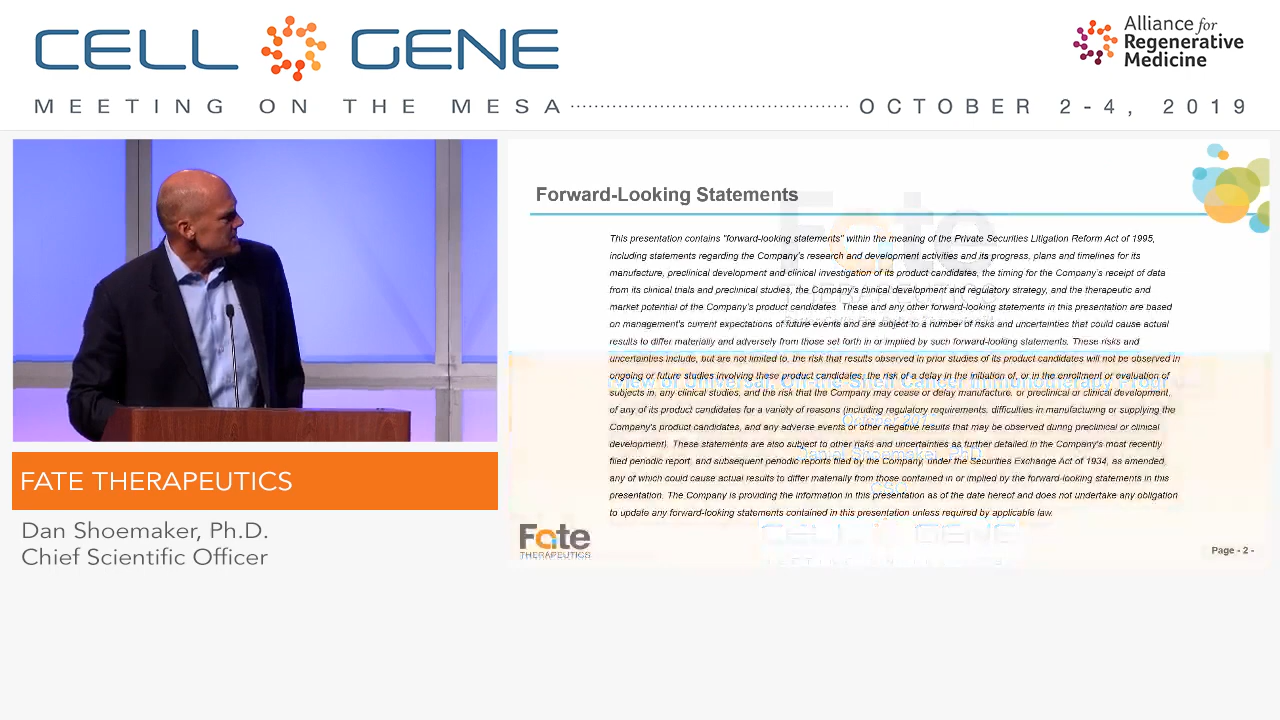 CELL GENE
Alliance for
Regenerative
Medicine
MEETING ON THE MESA
OCTOBER 2-4, 2019
Forward-Looking Statements
This presentation contains "forward-looking statements" within the meaning of the Private Securities Litigation Reform Act of 1995,
including statements regarding the Company's research and development activities and its progress, plans and timelines for its
manufacture, preclinical development and clinical investigation of its product candidates, the timing for the Company's receipt of data
from its clinical trials and preclinical studies, the Company's clinical development and regulatory strategy, and the therapeutic and
market potential of the Company's product candidates. These and any other forward-looking statements in this presentation are based
on management's current expectations of future events and are subject to a number of risks and uncertainties that could cause actual
results to differ materially and adversely from those set forth in or implied by such forward-looking statements. These risks and
uncertainties include, but are not limited to, the risk that results observed in prior studies of its product candidates will not be observed in
ongoing or future studies involving these product candidates, the risk of a delay in the initiation of, or in the enrollment or evaluation of
subjects in, any clinical studies, and the risk that the Company may cease or delay manufacture, or preclinical or clinical development,
of any of its product candidates for a variety of reasons (including regulatory requirements, difficulties in manufacturing or supplying the
Company's product candidates, and any adverse events or other negative results that may be observed during preclinical or clinical
development). These statements are also subject to other risks and uncertainties as further detailed in the Company's most recently
filed periodic report, and subsequent periodic reports filed by the Company, under the Securities Exchange Act of 1934, as amended,
any of which could cause actual results to differ materially from those contained in or implied by the forward-looking statements in this
presentation. The Company is providing the information in this presentation as of the date hereof and does not undertake any obligation
to update any forward-looking statements contained in this presentation unless required by applicable law.
Fate
THERAPEUTICS
Page - 2 -
FATE THERAPEUTICS
Dan Shoemaker, Ph.D.
Chief Scientific Officer